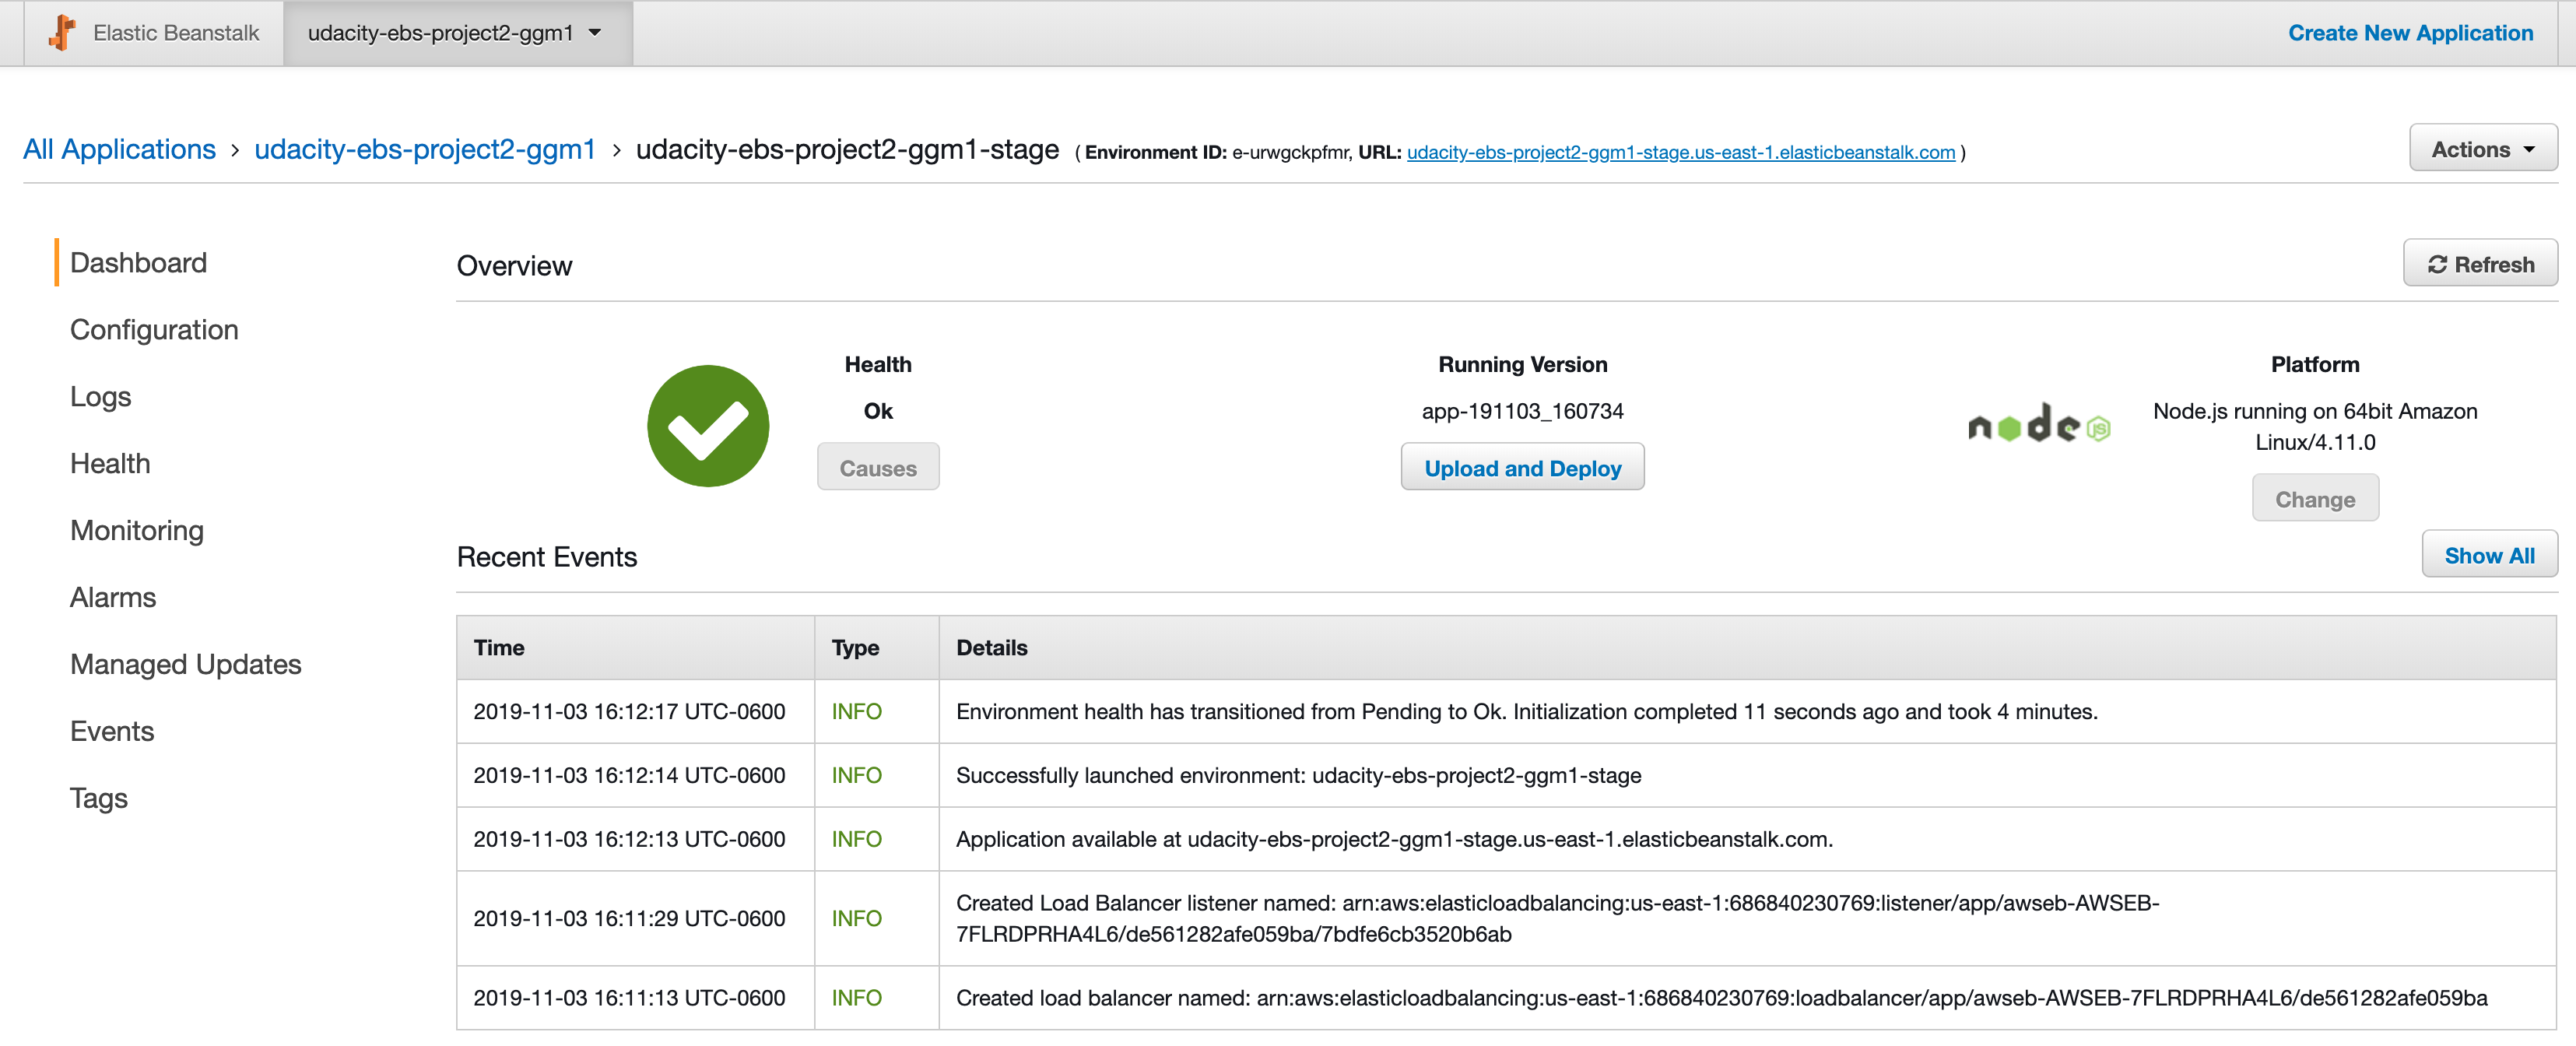 Elastic Beanstalk
udacity-ebs-project2-ggm1
Create New Application
All Applications › udacity-ebs-project2-ggm1 › udacity-ebs-project2-ggm1-stage ( Environment ID: e-urwgckpfmr, URL: udacity-ebs-project2-ggm1-stage.us-east-1.elasticbeanstalk.com )
Actions
Dashboard
Configuration
Logs
Health
Monitoring
Alarms
Managed Updates
Events
Tags
Overview
Refresh
Health
Ok
Causes
Running Version
app-191103_160734
Upload and Deploy
node JS
Platform
Node.js running on 64bit Amazon
Linux/4.11.0
Change
Recent Events
Show All
Time Type Details
2019-11-03 16:12:17 UTC-0600 INFO Environment health has transitioned from Pending to Ok. Initialization completed 11 seconds ago and took 4 minutes.
2019-11-03 16:12:14 UTC-0600 INFO Successfully launched environment: udacity-ebs-project2-ggm1-stage
2019-11-03 16:12:13 UTC-0600 INFO Application available at udacity-ebs-project2-ggm1-stage.us-east-1.elasticbeanstalk.com.
2019-11-03 16:11:29 UTC-0600 INFO Created Load Balancer listener named: arn:aws:elasticloadbalancing:us-east-1:686840230769:listener/app/awseb-AWSEB-
7FLRDPRHA4L6/de561282afe059ba/7bdfe6cb3520b6ab
2019-11-03 16:11:13 UTC-0600 INFO Created load balancer named: arn:aws:elasticloadbalancing:us-east-1:686840230769:loadbalancer/app/awseb-AWSEB-7FLRDPRHA4L6/de561282afe059ba